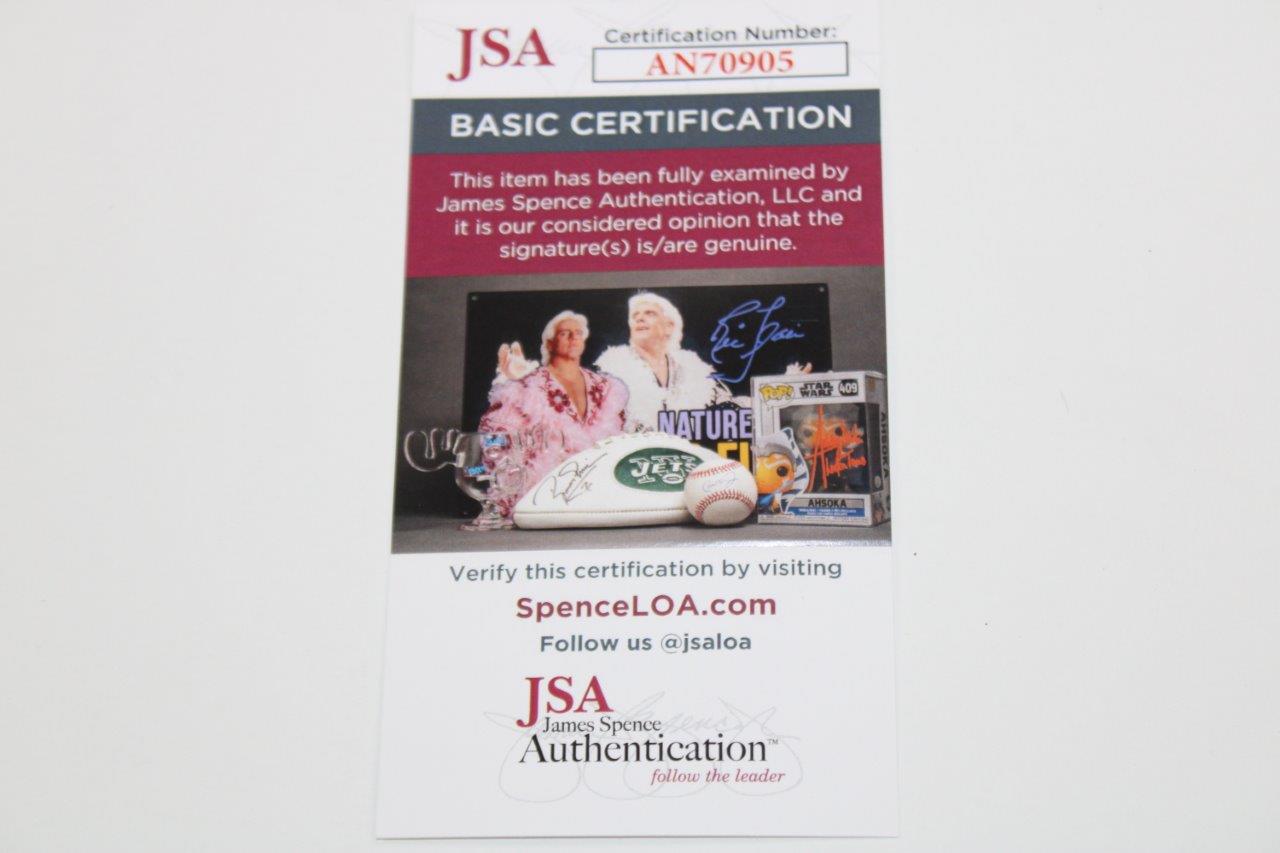 JSA
Certification Number:
AN70905
BASIC CERTIFICATION
This item has been fully examined by
James Spence Authentication, LLC and
it is our considered opinion that the
signature(s) is/are genuine.
NATURE
POP!
STAR
WARS
409
JETS
AHSOKA
AHSOKA
Verify this certification by visiting
SpenceLOA.com
Follow us @jsaloa
JSA
James Spence
Authentication™
follow the leader